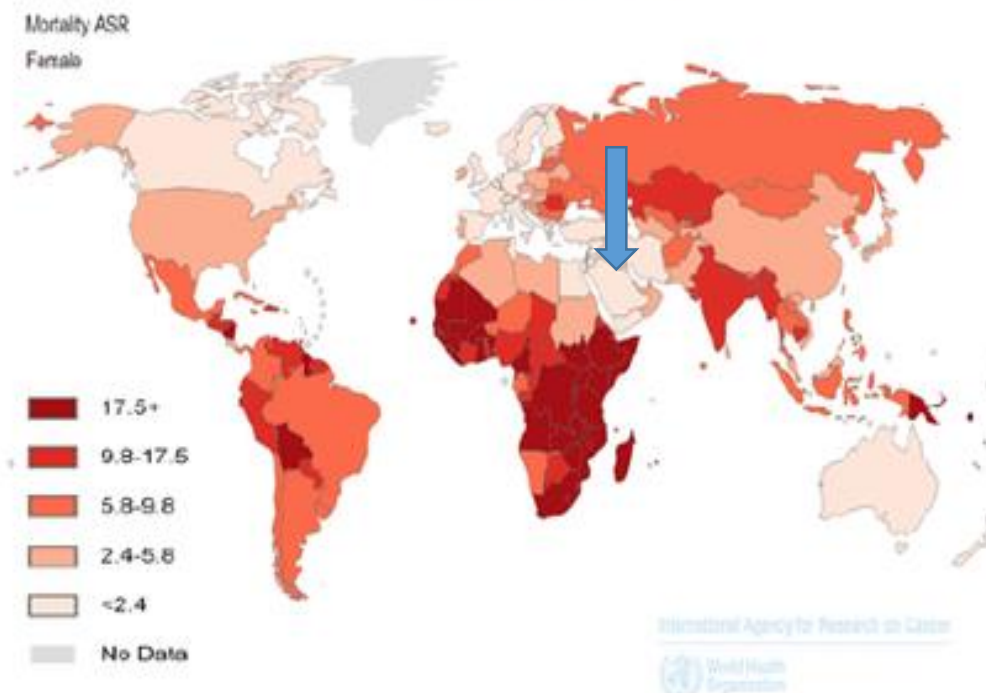 Mortality ASR
Female
17.5+
9.8-17.5
5.8-9.8
2.4-5.8
<2.4
No Data
International Agency for Research on Cancer
World Health
Organization